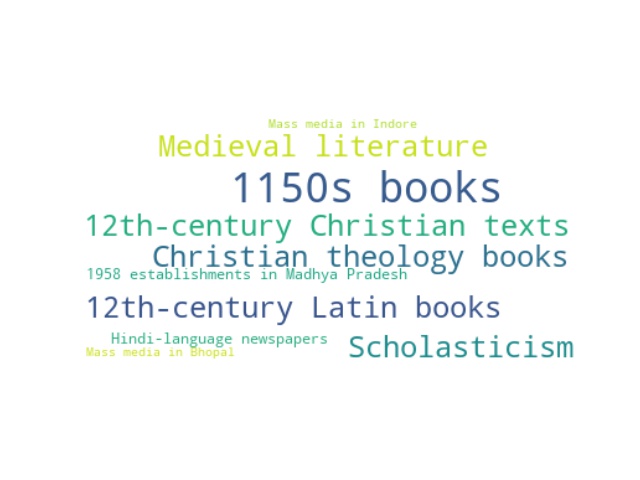 Mass media in Indore
Medieval literature
1150s books
12th-century Christian texts
Christian theology books
1958 establishments in Madhya Pradesh
12th-century Latin books
Hindi-language newspapers
Scholasticism
Mass media in Bhopal